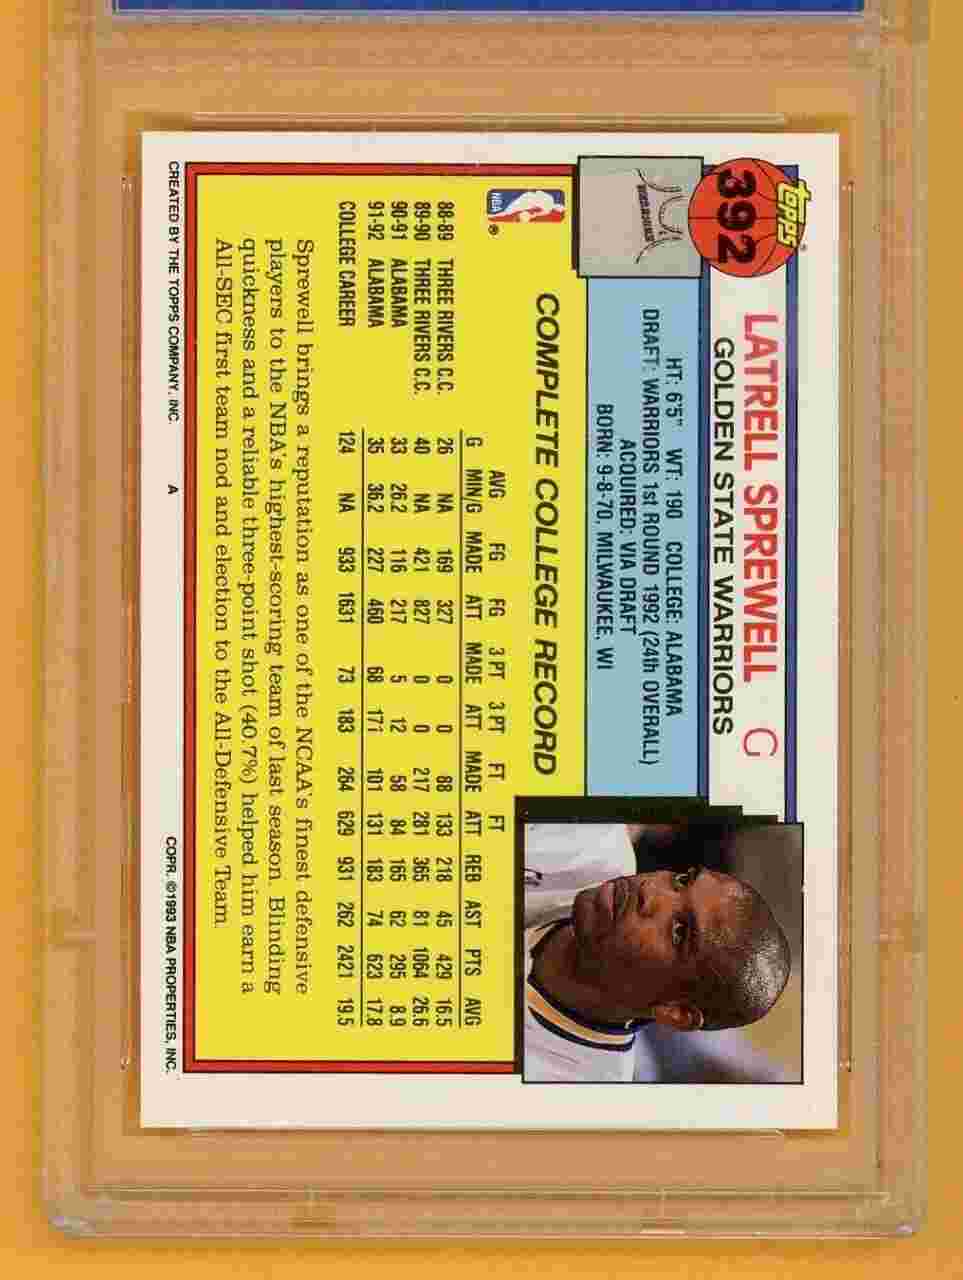 topps®
392
LATRELL SPREWELL G
GOLDEN STATE WARRIORS
WARRIORS
HT: 6'5" WT: 190 COLLEGE: ALABAMA
DRAFT: WARRIORS 1st ROUND 1992 (24th OVERALL)
ACQUIRED: VIA DRAFT
BORN: 9-8-70, MILWAUKEE, WI
NBA®
COMPLETE COLLEGE RECORD
AVG FG FG 3 PT 3 PT FT FT
G MIN/G MADE ATT MADE ATT MADE ATT REB AST PTS AVG
88-89 THREE RIVERS C.C. 26 NA 169 327 0 0 88 133 218 45 429 16.5
89-90 THREE RIVERS C.C. 40 NA 421 827 0 0 217 281 365 81 1064 26.6
90-91 ALABAMA 33 26.2 116 217 5 12 58 84 165 62 295 8.9
91-92 ALABAMA 35 36.2 227 460 68 171 101 131 183 74 623 17.8
COLLEGE CAREER 124 NA 933 1631 73 183 264 629 931 262 2421 19.5
Sprewell brings a reputation as one of the NCAA's finest defensive
players to the NBA's highest-scoring team of last season. Blinding
quickness and a reliable three-point shot (40.7%) helped him earn a
All-SEC first team nod and election to the All-Defensive Team.
CREATED BY THE TOPPS COMPANY, INC. A COPR. ©1993 NBA PROPERTIES, INC.